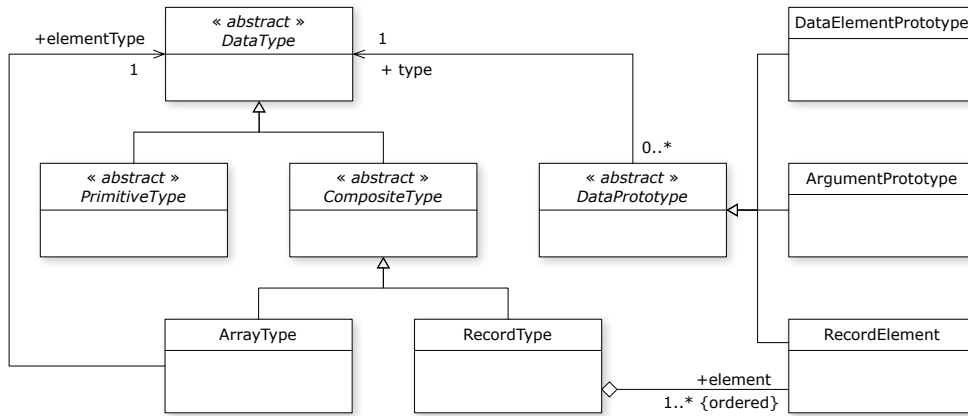 « abstract »
DataType
+elementType
1
1
+ type
DataElementPrototype
0..*
« abstract »
PrimitiveType
« abstract »
CompositeType
« abstract »
DataPrototype
ArgumentPrototype
ArrayType
RecordType
RecordElement
+element
1..* {ordered}